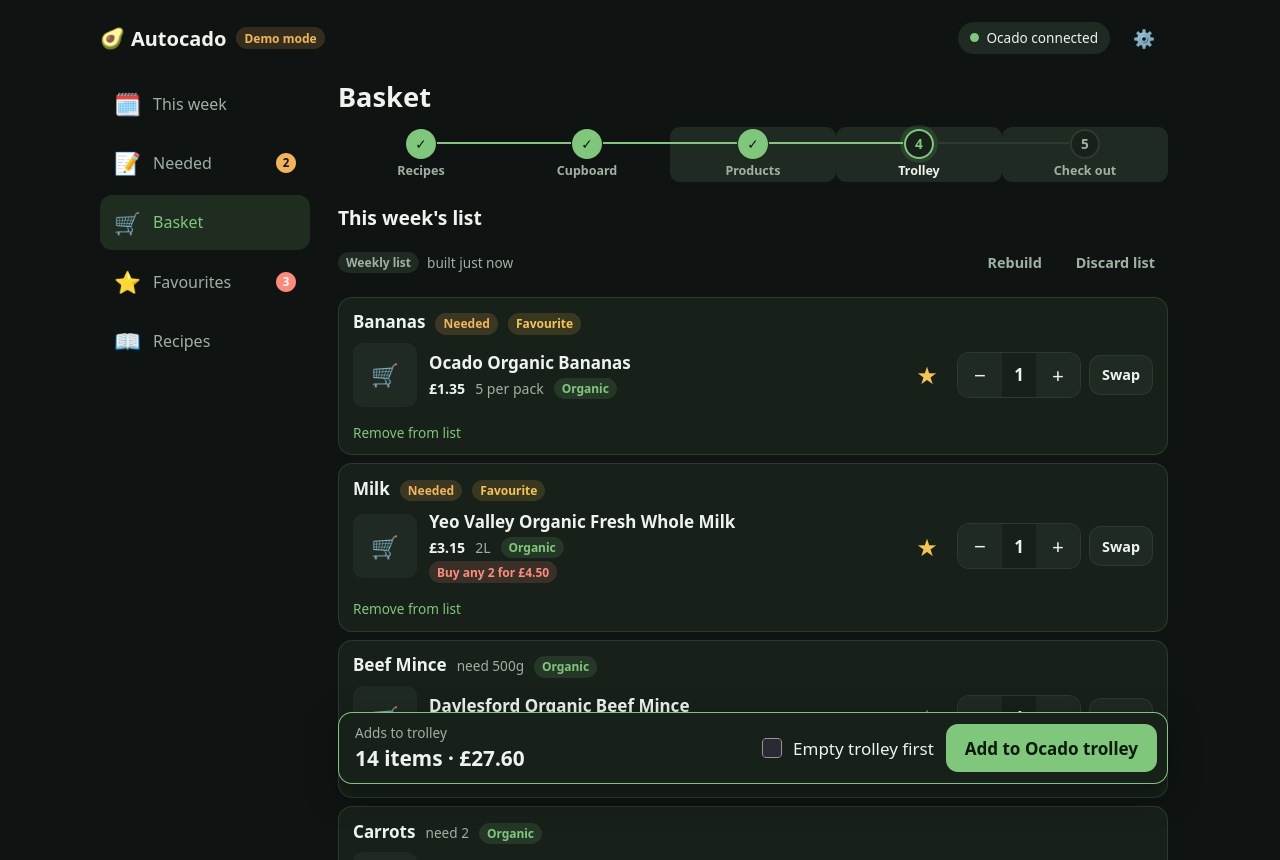 Autocado
Demo mode
Ocado connected
This week
Needed
2
Basket
Favourites
3
Recipes
Basket
✓ ✓ ✓ 4 5
Recipes Cupboard Products Trolley Check out
This week's list
Weekly list built just now
Rebuild Discard list
Bananas Needed Favourite
Ocado Organic Bananas
£1.35 5 per pack Organic
★ − 1 + Swap
Remove from list
Milk Needed Favourite
Yeo Valley Organic Fresh Whole Milk
£3.15 2L Organic
Buy any 2 for £4.50
★ − 1 + Swap
Remove from list
Beef Mince need 500g Organic
Daylesford Organic Beef Mince
Adds to trolley
14 items · £27.60
Empty trolley first
Add to Ocado trolley
Carrots need 2 Organic